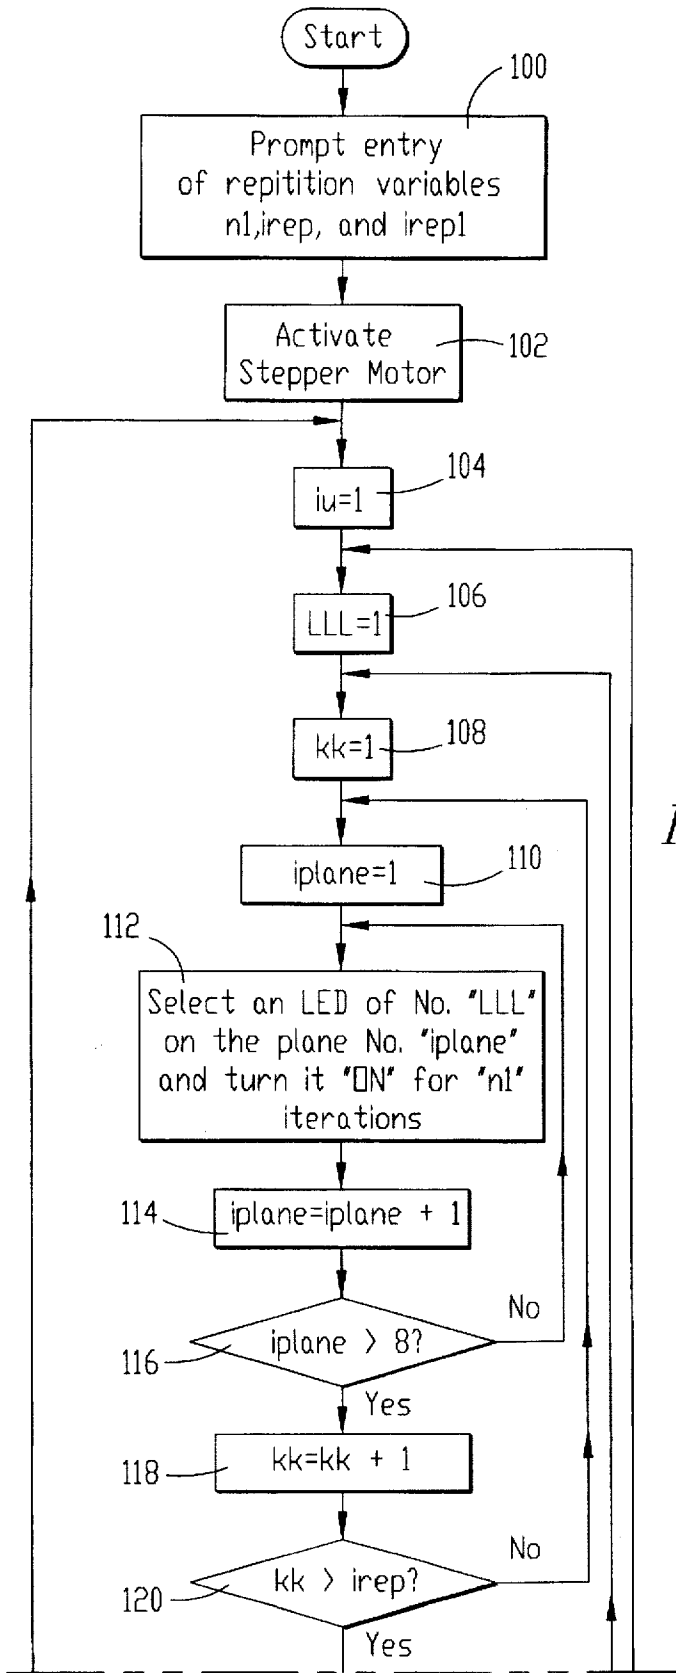 Start
100
Prompt entry
of repitition variables
n1,irep, and irep1
Activate
Stepper Motor
102
iu=1
104
LLL=1
106
kk=1
108
iplane=1
110
112
Select an LED of No. "LLL"
on the plane No. "iplane"
and turn it "ON" for "n1"
iterations
114
iplane=iplane + 1
No
iplane > 8?
116
Yes
kk=kk + 1
118
No
kk > irep?
120
Yes